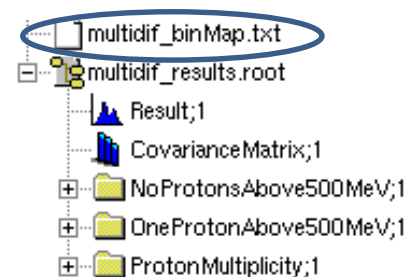 multidif_binMap.txt
multidif_results.root
Result;1
CovarianceMatrix;1
NoProtonsAbove500MeV;1
OneProtonAbove500MeV;1
ProtonMultiplicity;1